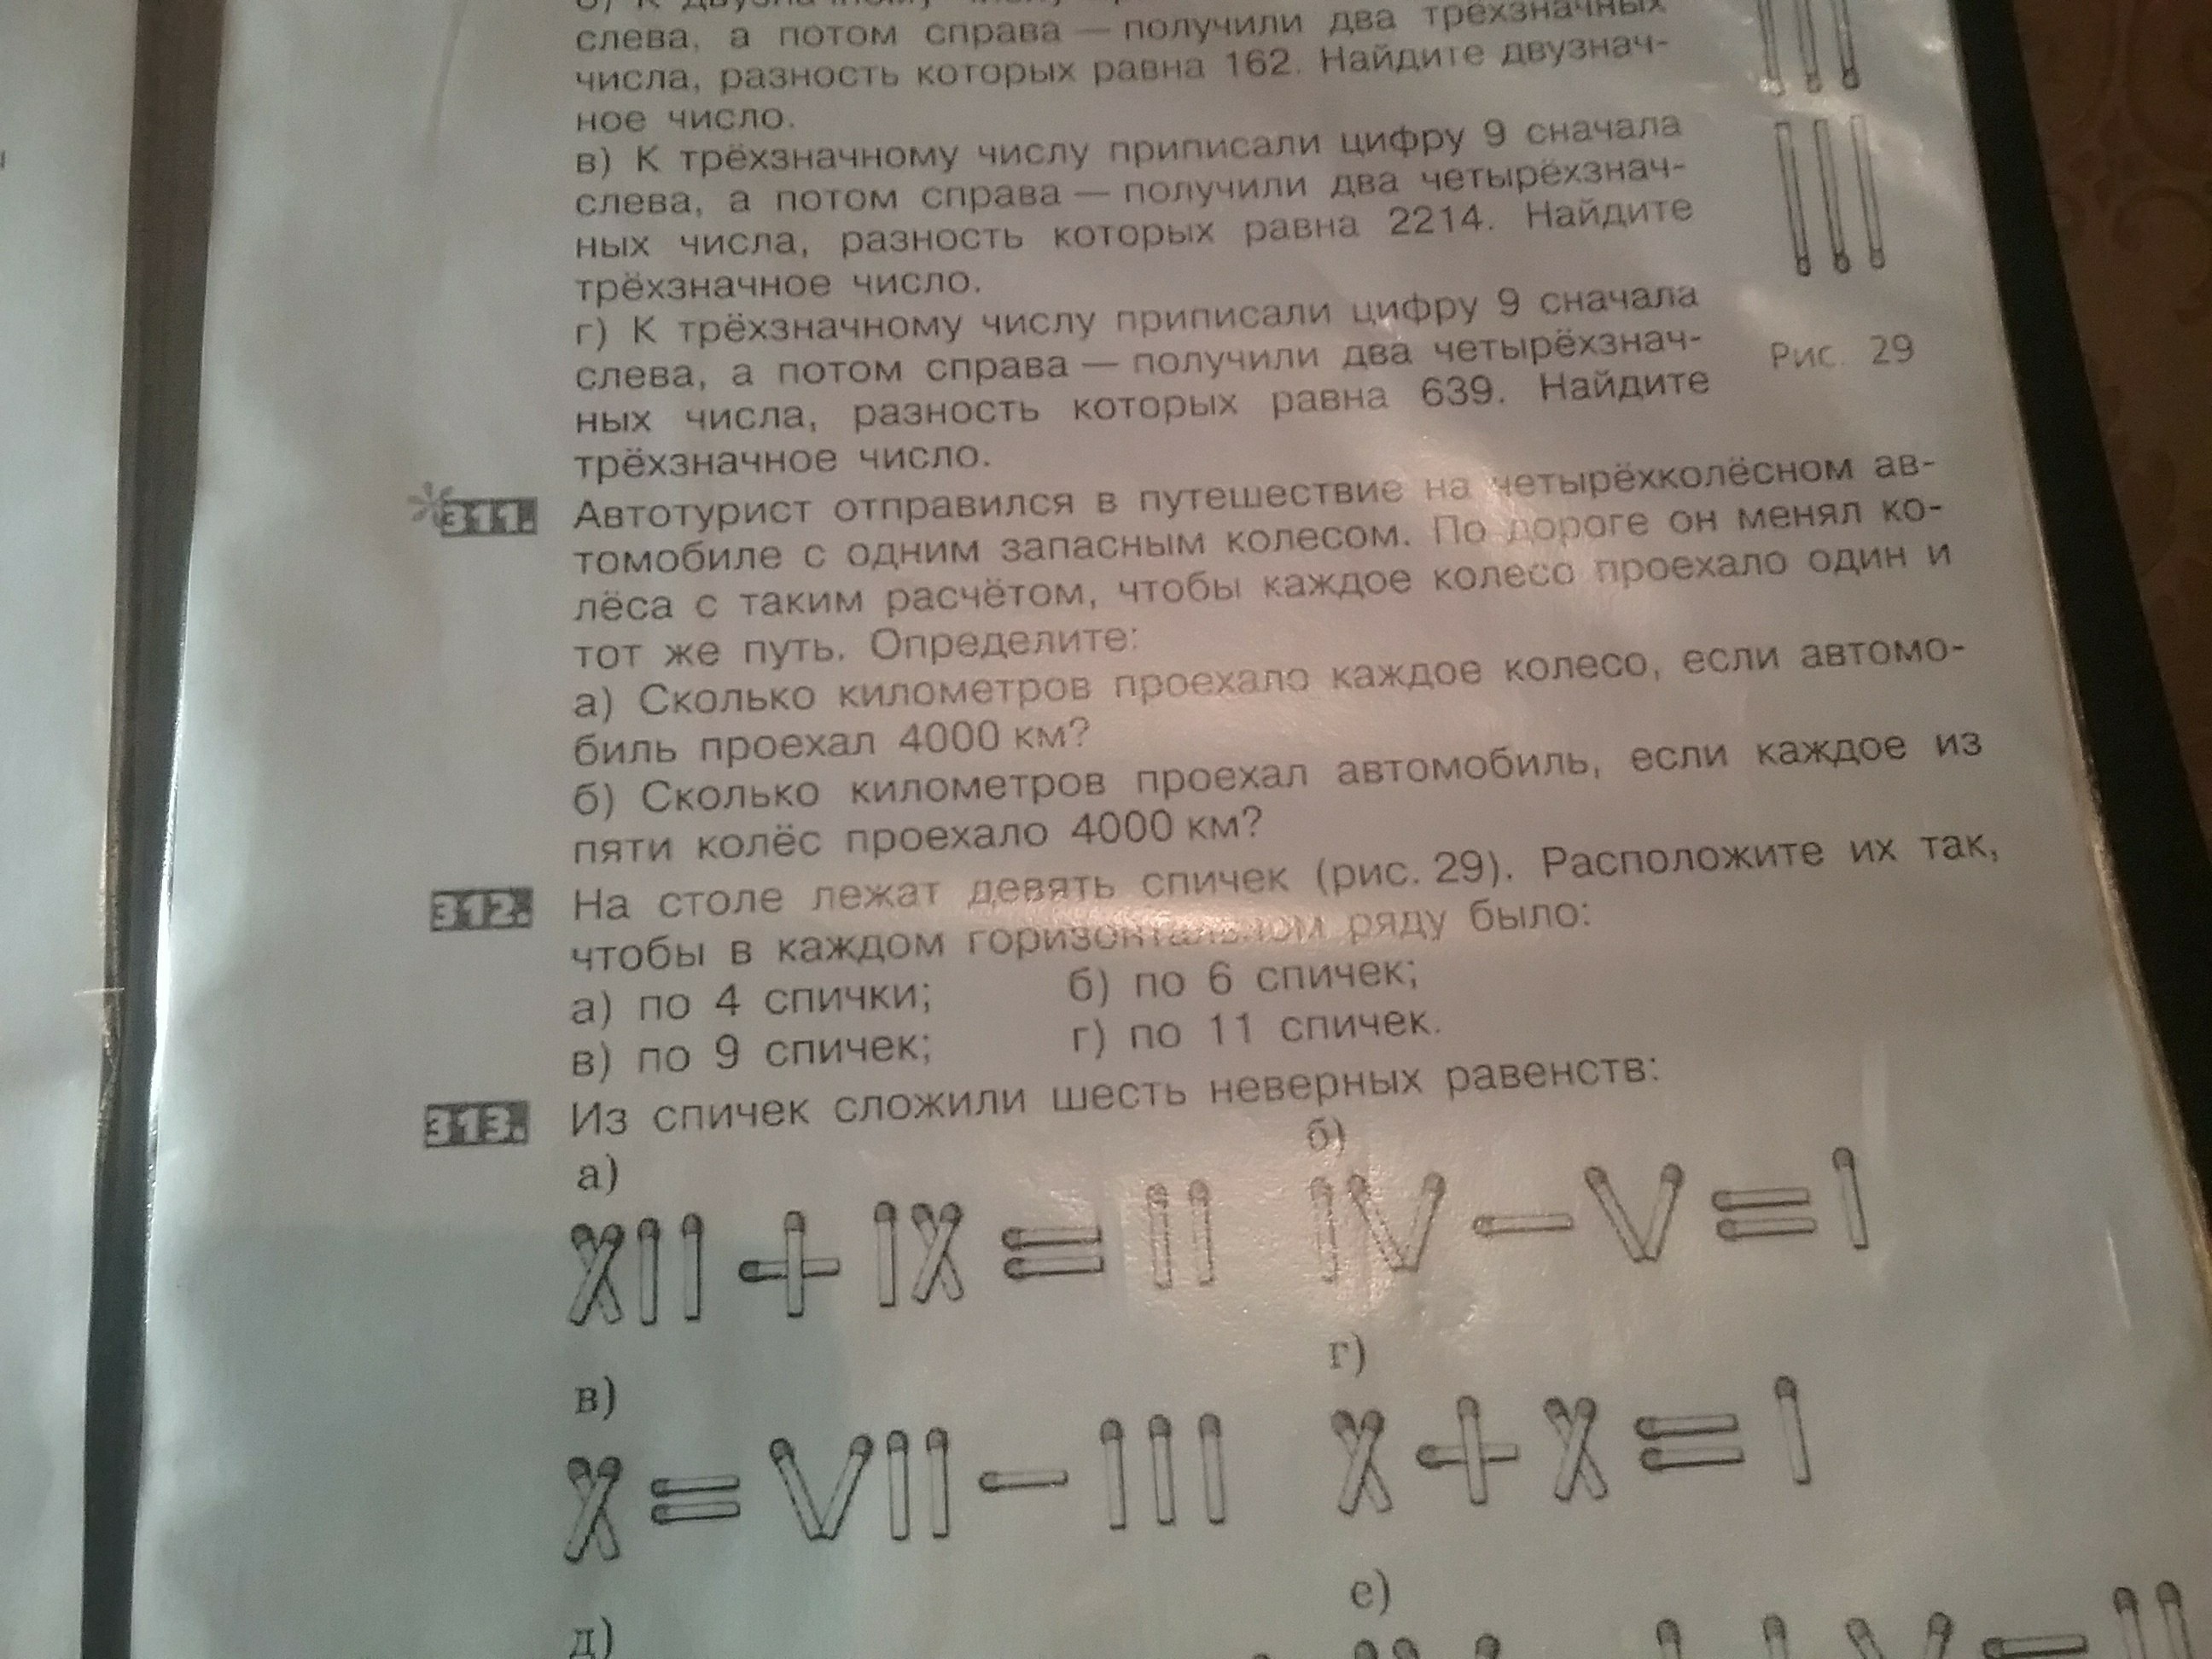 слева, а потом справа — получили два трёхзначных
числа, разность которых равна 162. Найдите двузнач-
ное число.
в) К трёхзначному числу приписали цифру 9 сначала
слева, а потом справа — получили два четырёхзнач-
ных числа, разность которых равна 2214. Найдите
трёхзначное число.
г) К трёхзначному числу приписали цифру 9 сначала
слева, а потом справа — получили два четырёхзнач-
ных числа, разность которых равна 639. Найдите
трёхзначное число.
Рис. 29
311. Автотурист отправился в путешествие на четырёхколёсном ав-
томобиле с одним запасным колесом. По дороге он менял ко-
лёса с таким расчётом, чтобы каждое колесо проехало один и
тот же путь. Определите:
а) Сколько километров проехало каждое колесо, если автомо-
биль проехал 4000 км?
б) Сколько километров проехал автомобиль, если каждое из
пяти колёс проехало 4000 км?
312. На столе лежат девять спичек (рис. 29). Расположите их так,
чтобы в каждом горизонтальном ряду было:
а) по 4 спички; б) по 6 спичек;
в) по 9 спичек; г) по 11 спичек.
313. Из спичек сложили шесть неверных равенств:
а) б)
XII + IX = II IV - V = I
в) г)
X = VII - III X + X = I
д) е)